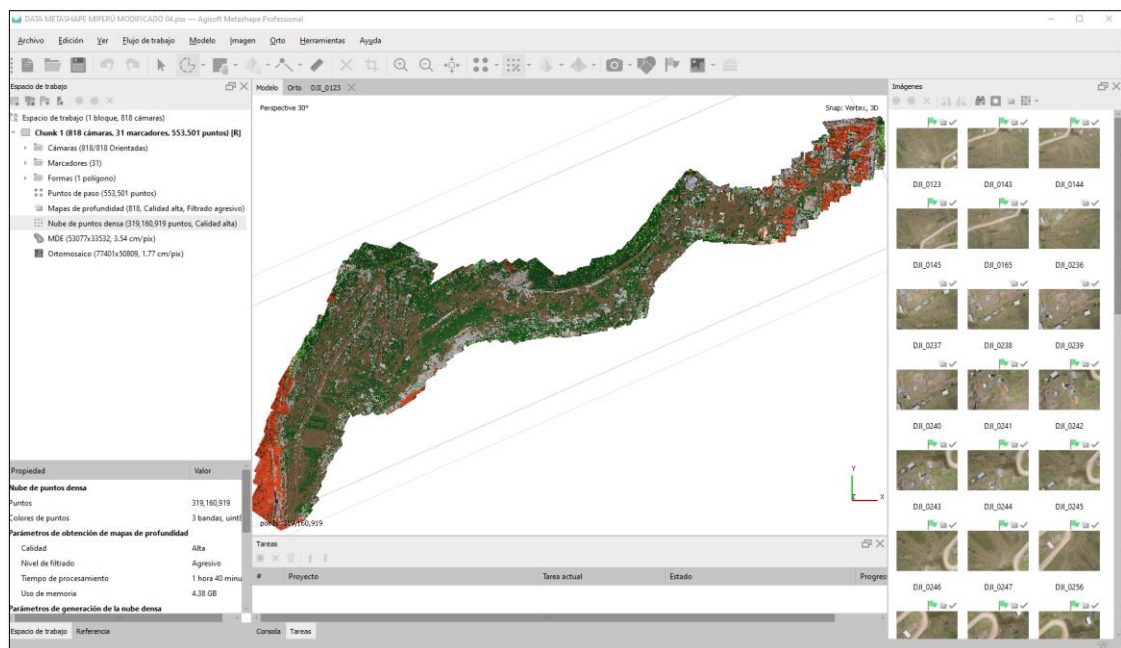 DATA METASHAPE MIPERÚ MODIFICADO 04.psx — Agisoft Metashape Professional
Archivo Edición Ver Flujo de trabajo Modelo Imagen Orto Herramientas Ayuda
Espacio de trabajo
Espacio de trabajo (1 bloque, 818 cámaras)
Chunk 1 (818 cámaras, 31 marcadores, 553,501 puntos) [R]
Cámaras (818/818 Orientadas)
Marcadores (31)
Formas (1 polígono)
Puntos de paso (553,501 puntos)
Mapas de profundidad (818, Calidad alta, Filtrado agresivo)
Nube de puntos densa (319,160,919 puntos, Calidad alta)
MDE (53077x33532, 3.54 cm/pix)
Ortomosaico (77401x50809, 1.77 cm/pix)
Propiedad Valor
Nube de puntos densa
Puntos 319,160,919
Colores de puntos 3 bandas, uint8
Parámetros de obtención de mapas de profundidad
Calidad Alta
Nivel de filtrado Agresivo
Tiempo de procesamiento 1 hora 40 minu
Uso de memoria 4.38 GB
Parámetros de generación de la nube densa
Espacio de trabajo Referencia
Modelo Orto DJI_0123
Perspective 30° Snap: Vertex, 3D
Y
Z X
points: 319,160,919
Tareas
# Proyecto Tarea actual Estado Progres
Consola Tareas
Imágenes
DJI_0123 DJI_0143 DJI_0144
DJI_0145 DJI_0165 DJI_0236
DJI_0237 DJI_0238 DJI_0239
DJI_0240 DJI_0241 DJI_0242
DJI_0243 DJI_0244 DJI_0245
DJI_0246 DJI_0247 DJI_0256